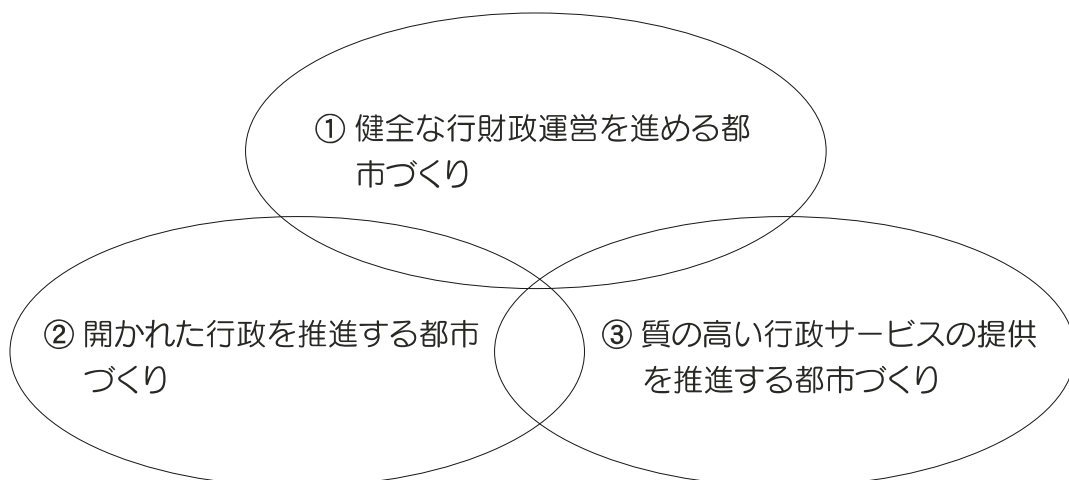 ① 健全な行財政運営を進める都
市づくり
② 開かれた行政を推進する都市
づくり
③ 質の高い行政サービスの提供
を推進する都市づくり